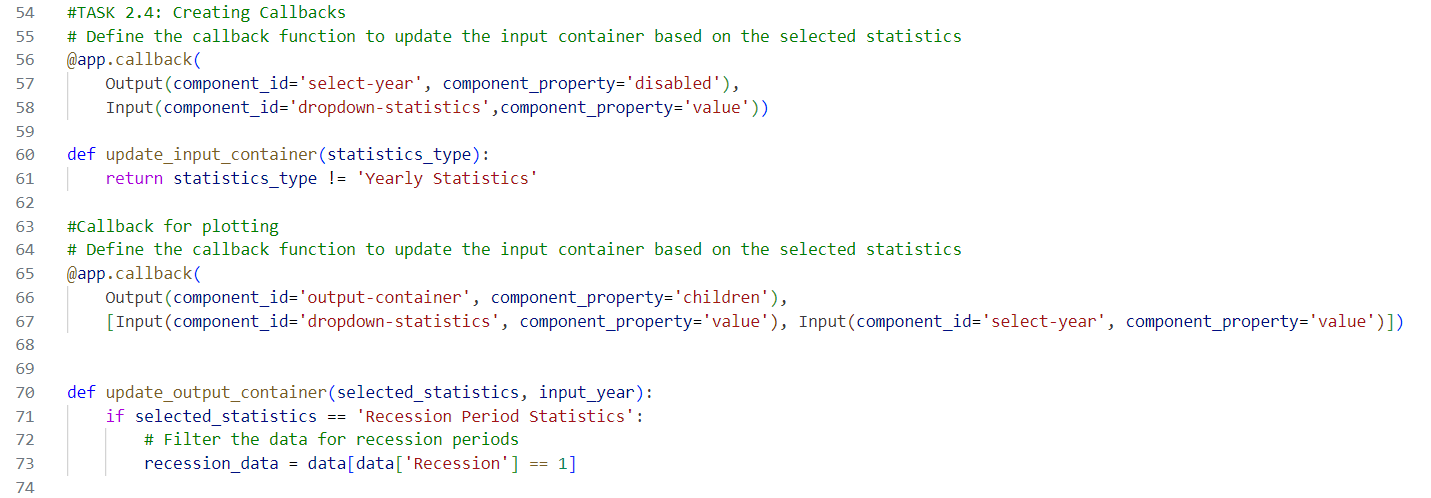 54 #TASK 2.4: Creating Callbacks
55 # Define the callback function to update the input container based on the selected statistics
56 @app.callback(
57     Output(component_id='select-year', component_property='disabled'),
58     Input(component_id='dropdown-statistics',component_property='value'))
59
60 def update_input_container(statistics_type):
61     return statistics_type != 'Yearly Statistics'
62
63 #Callback for plotting
64 # Define the callback function to update the input container based on the selected statistics
65 @app.callback(
66     Output(component_id='output-container', component_property='children'),
67     [Input(component_id='dropdown-statistics', component_property='value'), Input(component_id='select-year', component_property='value')])
68
69
70 def update_output_container(selected_statistics, input_year):
71     if selected_statistics == 'Recession Period Statistics':
72         # Filter the data for recession periods
73         recession_data = data[data['Recession'] == 1]
74